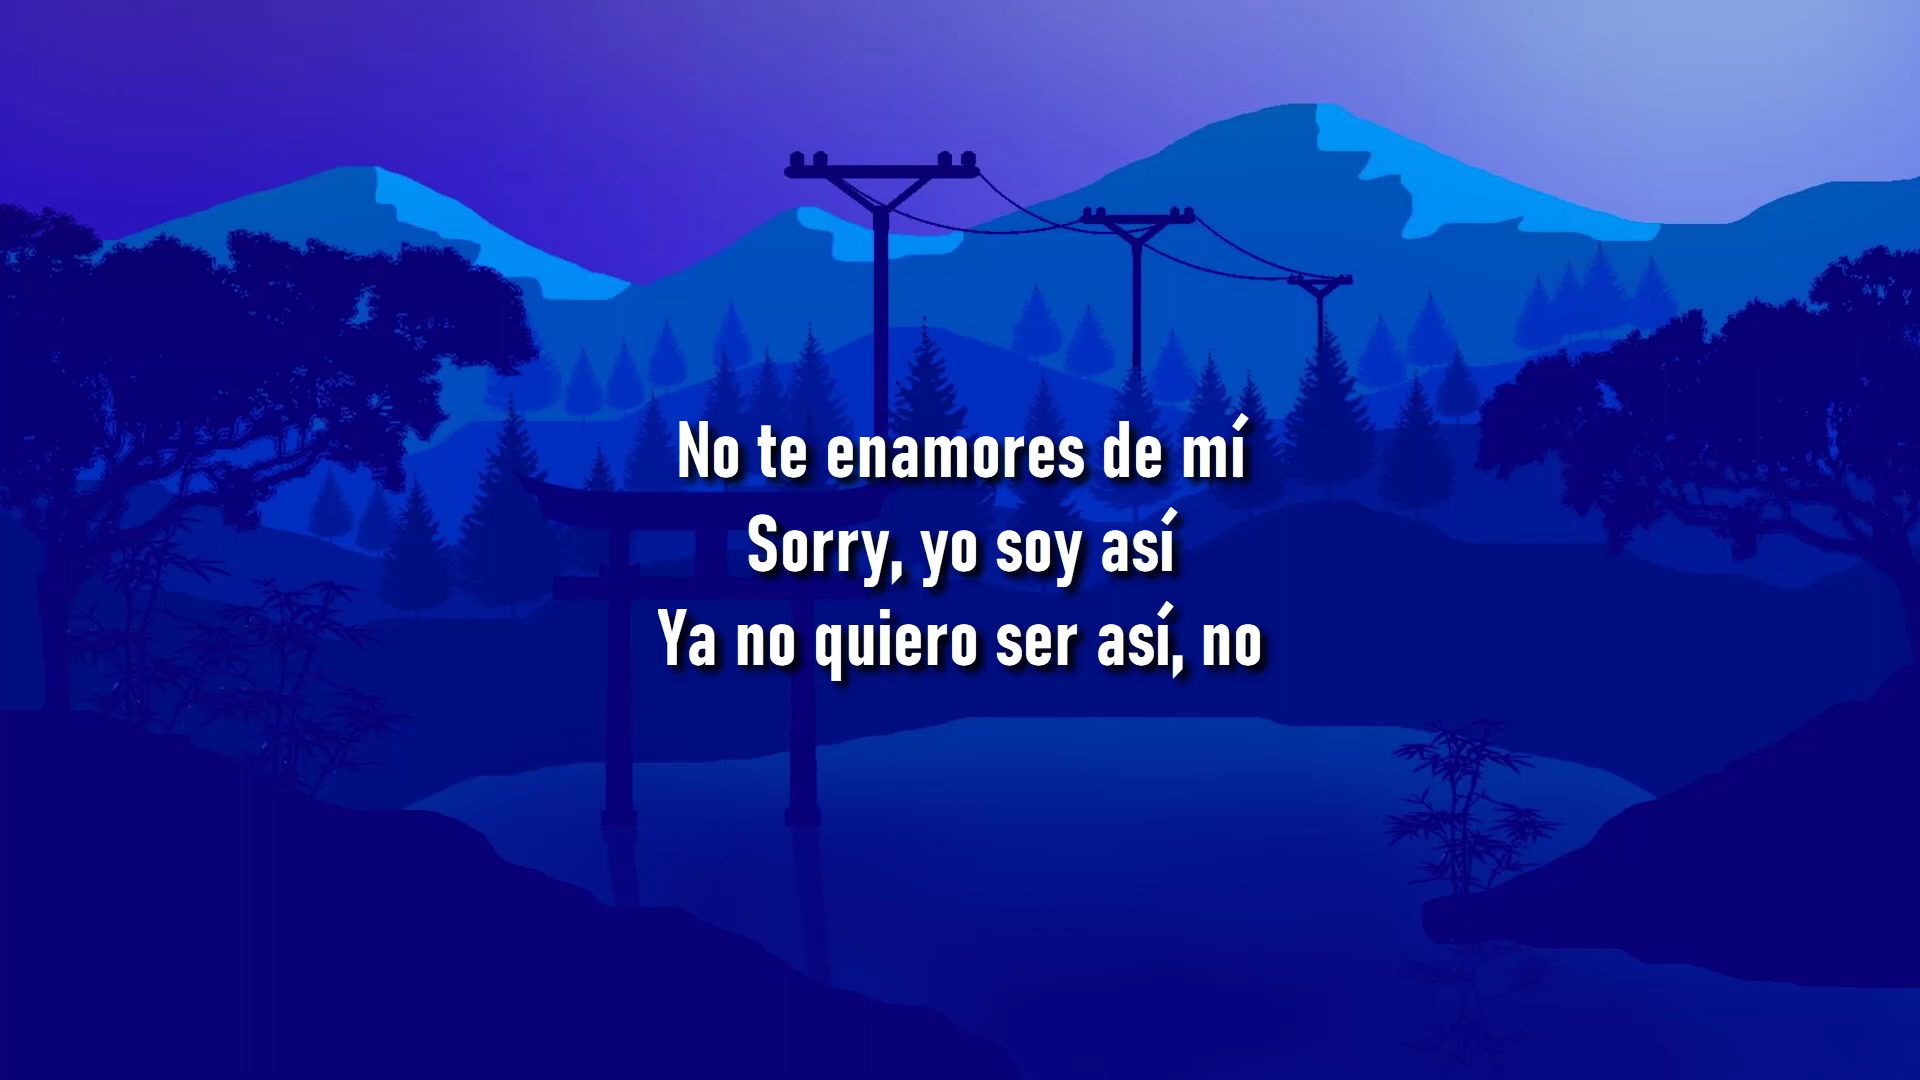 No te enamores de mí
Sorry, yo soy así
Ya no quiero ser así, no